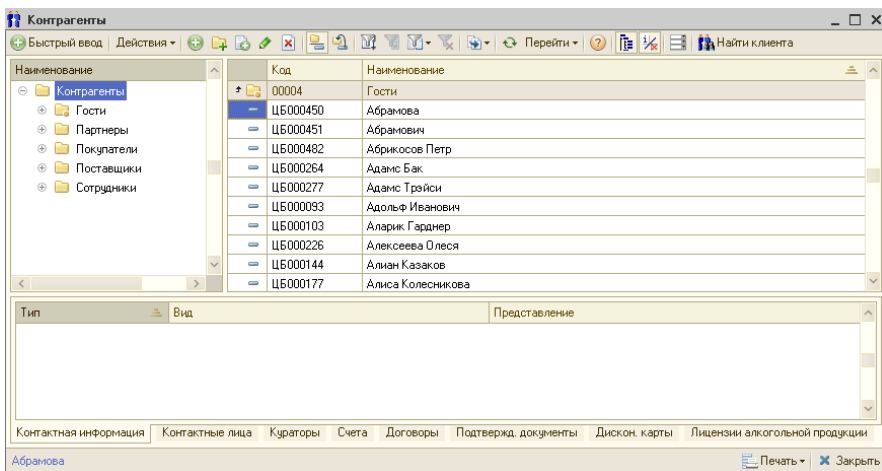 Контрагенты
Быстрый ввод Действия Перейти Найти клиента
Наименование
Контрагенты
Гости
Партнеры
Покупатели
Поставщики
Сотрудники
Код Наименование
00004 Гости
ЦБ000450 Абрамова
ЦБ000451 Абрамович
ЦБ000482 Абрикосов Петр
ЦБ000264 Адамс Бак
ЦБ000277 Адамс Трэйси
ЦБ000093 Адольф Иванович
ЦБ000103 Аларик Гарднер
ЦБ000226 Алексеева Олеся
ЦБ000144 Алиан Казаков
ЦБ000177 Алиса Колесникова
Тип Вид Представление
Контактная информация Контактные лица Кураторы Счета Договоры Подтвержд. документы Дискон. карты Лицензии алкогольной продукции
Абрамова Печать Закрыть